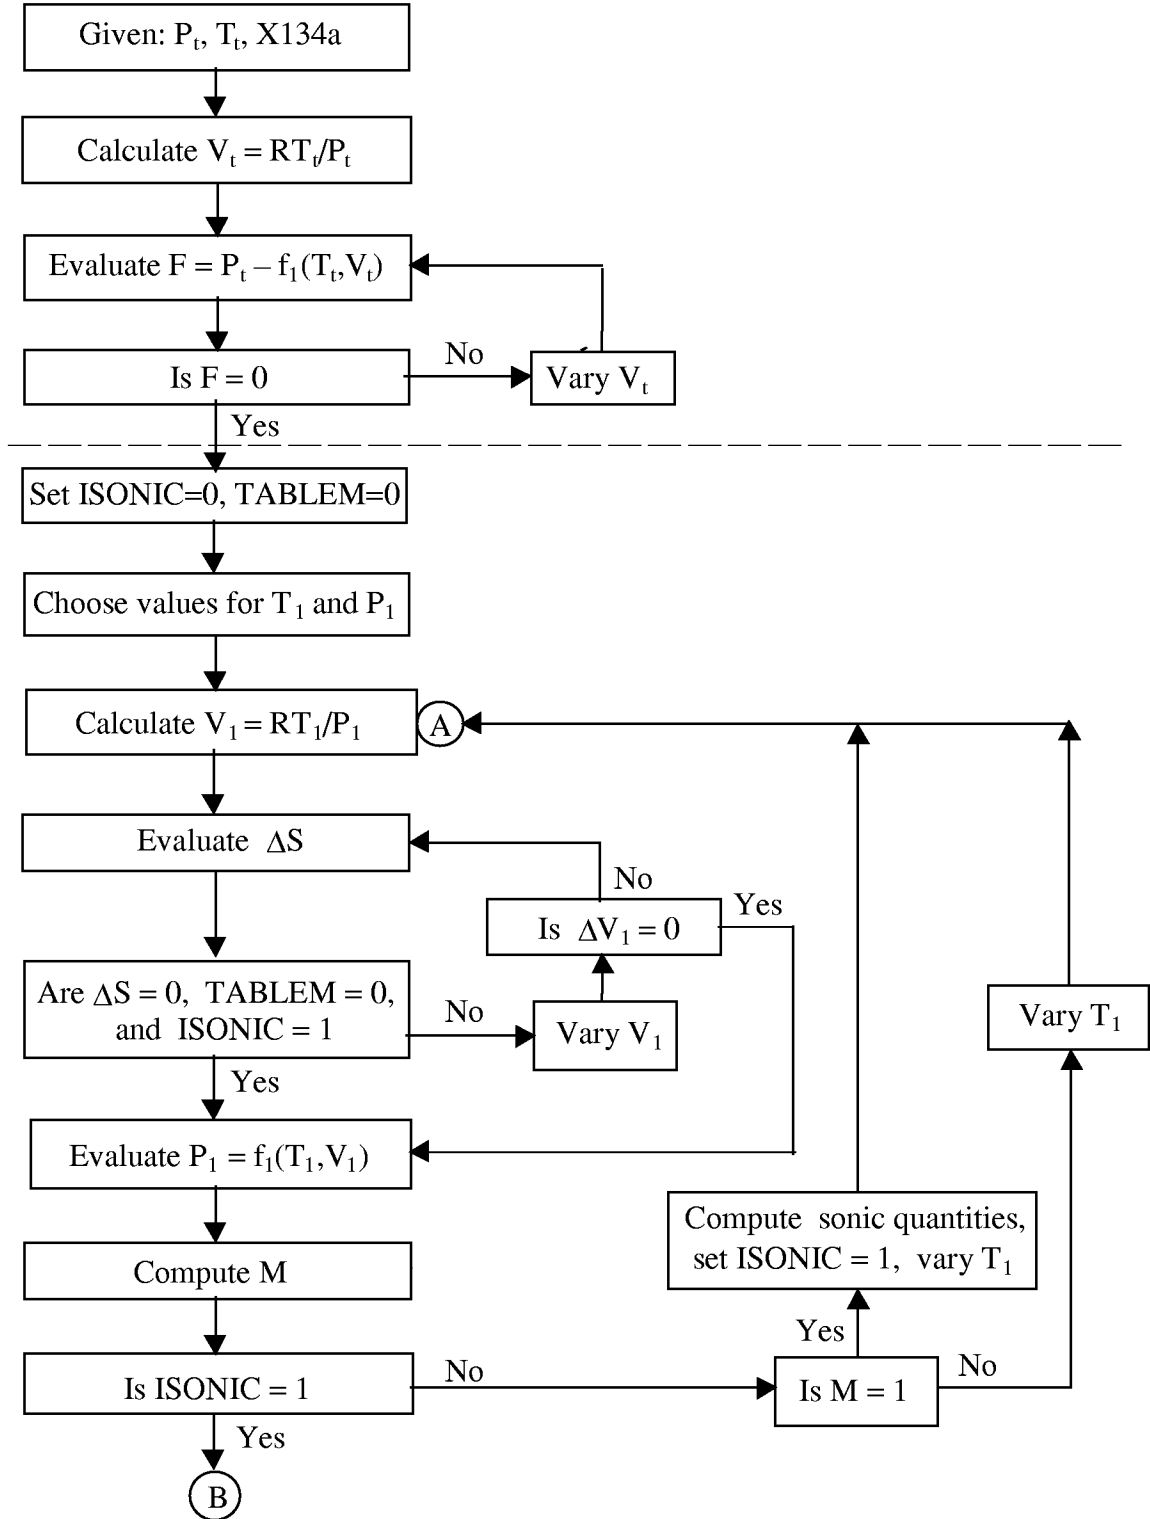 Given: Pₜ, Tₜ, X134a
Calculate Vₜ = RTₜ/Pₜ
Evaluate F = Pₜ – f₁(Tₜ,Vₜ)
Is F = 0
No
Vary Vₜ
Yes
Set ISONIC=0, TABLEM=0
Choose values for T₁ and P₁
Calculate V₁ = RT₁/P₁
A
Evaluate ΔS
No
Is ΔV₁ = 0
Yes
Are ΔS = 0, TABLEM = 0,
and ISONIC = 1
No
Vary V₁
Vary T₁
Yes
Evaluate P₁ = f₁(T₁,V₁)
Compute sonic quantities,
set ISONIC = 1, vary T₁
Compute M
Yes
Is ISONIC = 1
No
Is M = 1
No
Yes
B